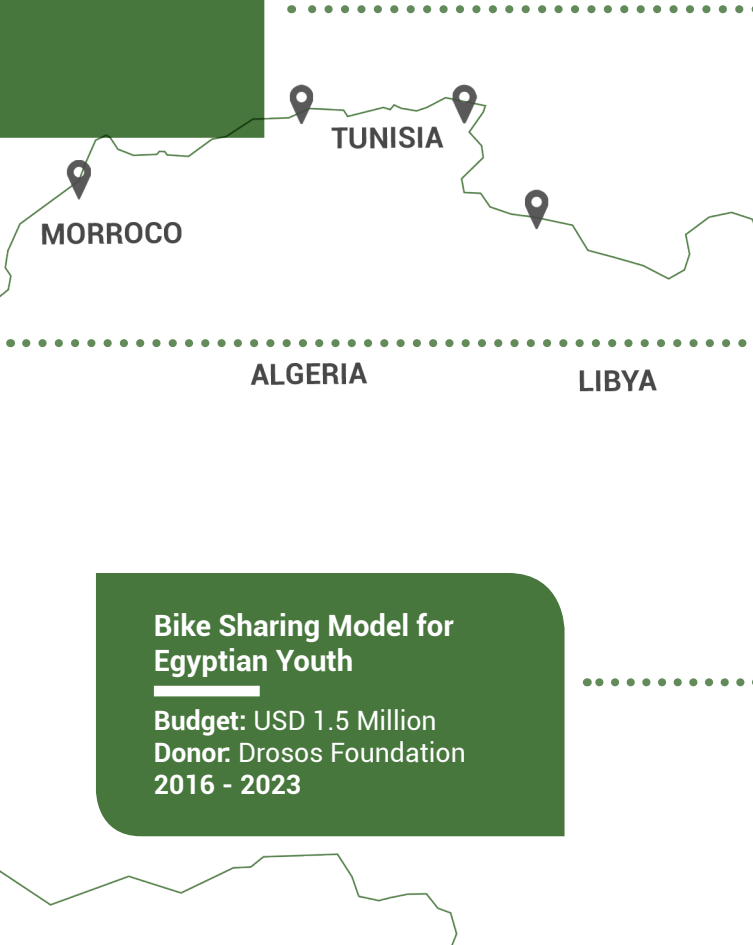 TUNISIA
MORROCO
ALGERIA
LIBYA
Bike Sharing Model for
Egyptian Youth
Budget: USD 1.5 Million
Donor: Drosos Foundation
2016 - 2023